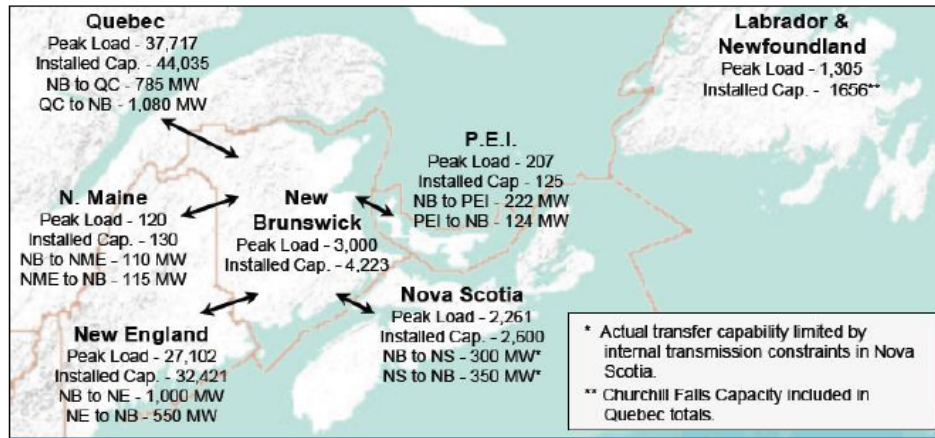 Quebec
Peak Load - 37,717
Installed Cap. - 44,035
NB to QC - 785 MW
QC to NB - 1,080 MW
Labrador &
Newfoundland
Peak Load - 1,305
Installed Cap. - 1656**
P.E.I.
Peak Load - 207
Installed Cap - 125
NB to PEI - 222 MW
PEI to NB - 124 MW
N. Maine
Peak Load - 120
Installed Cap. - 130
NB to NME - 110 MW
NME to NB - 115 MW
New
Brunswick
Peak Load - 3,000
Installed Cap. - 4,223
New England
Peak Load - 27,102
Installed Cap. - 32,421
NB to NE - 1,000 MW
NE to NB - 550 MW
Nova Scotia
Peak Load - 2,261
Installed Cap. - 2,600
NB to NS - 300 MW*
NS to NB - 350 MW*
* Actual transfer capability limited by
internal transmission constraints in Nova
Scotia.
** Churchill Falls Capacity included in
Quebec totals.